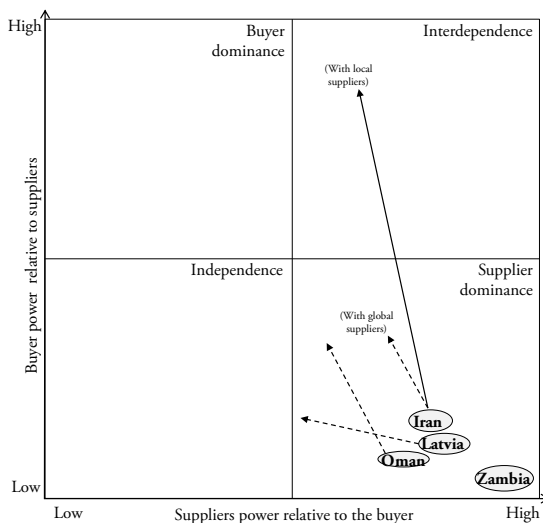 High
Buyer
dominance
Interdependence
(With local
suppliers)
Buyer power relative to suppliers
Independence
Supplier
dominance
(With global
suppliers)
Iran
Latvia
Oman
Zambia
Low
Low
Suppliers power relative to the buyer
High